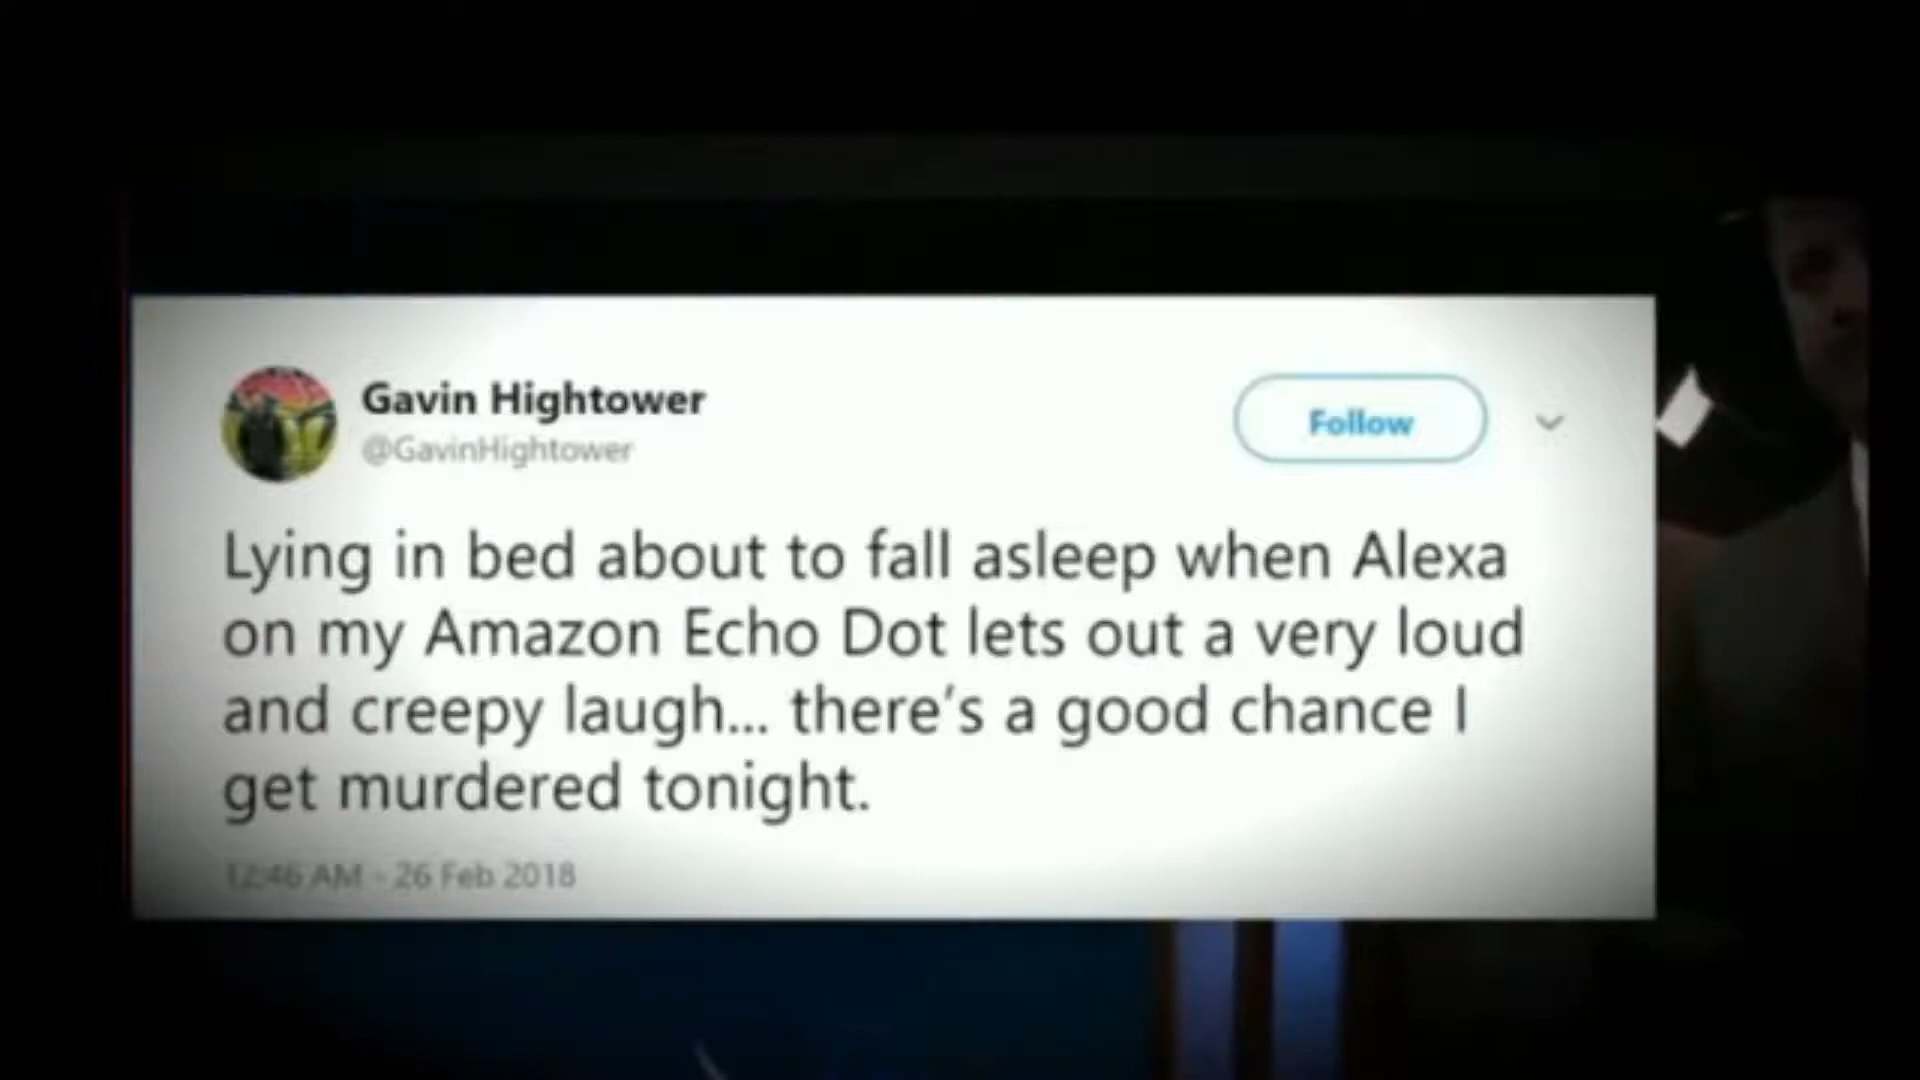 Gavin Hightower
@GavinHightower
Follow
Lying in bed about to fall asleep when Alexa
on my Amazon Echo Dot lets out a very loud
and creepy laugh... there's a good chance I
get murdered tonight.
12:46 AM - 26 Feb 2018